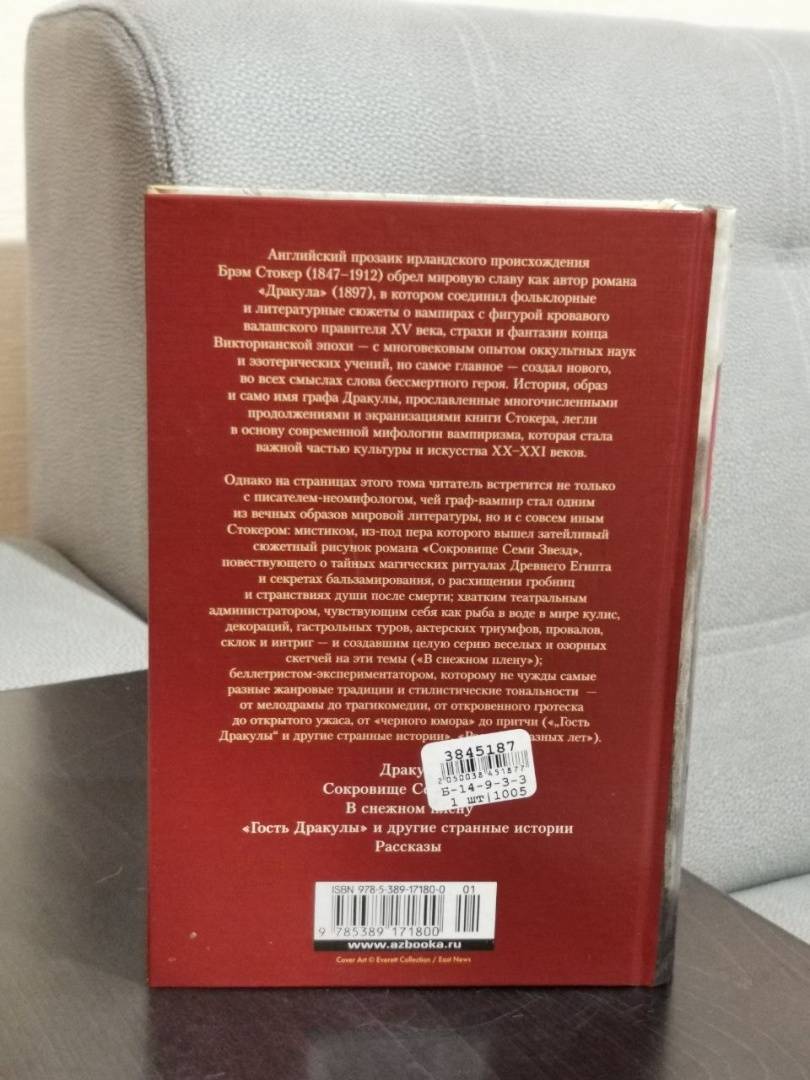 Английский прозаик ирландского происхождения
Брэм Стокер (1847–1912) обрел мировую славу как автор романа
«Дракула» (1897), в котором соединил фольклорные
и литературные сюжеты о вампирах с фигурой кровавого
валашского правителя XV века, страхи и фантазии конца
Викторианской эпохи — с многовековым опытом оккультных наук
и эзотерических учений, но самое главное — создал нового,
во всех смыслах слова бессмертного героя. История, образ
и само имя графа Дракулы, прославленные многочисленными
продолжениями и экранизациями книги Стокера, легли
в основу современной мифологии вампиризма, которая стала
важной частью культуры и искусства XX–XXI веков.
Однако на страницах этого тома читатель встретится не только
с писателем-неомифологом, чей граф-вампир стал одним
из вечных образов мировой литературы, но и с совсем иным
Стокером: мистиком, из-под пера которого вышел затейливый
сюжетный рисунок романа «Сокровище Семи Звезд»,
повествующего о тайных магических ритуалах Древнего Египта
и секретах бальзамирования, о расхищении гробниц
и странствиях души после смерти; хватким театральным
администратором, чувствующим себя как рыба в воде в мире кулис,
декораций, гастрольных туров, актерских триумфов, провалов,
склок и интриг — и создавшим целую серию веселых и озорных
скетчей на эти темы («В снежном плену»);
беллетристом-экспериментатором, которому не чужды самые
разные жанровые традиции и стилистические тональности —
от мелодрамы до трагикомедии, от откровенного гротеска
до открытого ужаса, от «черного юмора» до притчи («„Гость
Дракулы“ и другие странные истории», лет»).
3845187
2 050038 451877
Б-14-9-3-3
1 шт|1005
Сокровище
В снежном плену
«Гость Дракулы» и другие странные истории
Рассказы
ISBN 978-5-389-17180-0 01
9 785389 171800
www.azbooka.ru
Cover Art © Everett Collection / East News